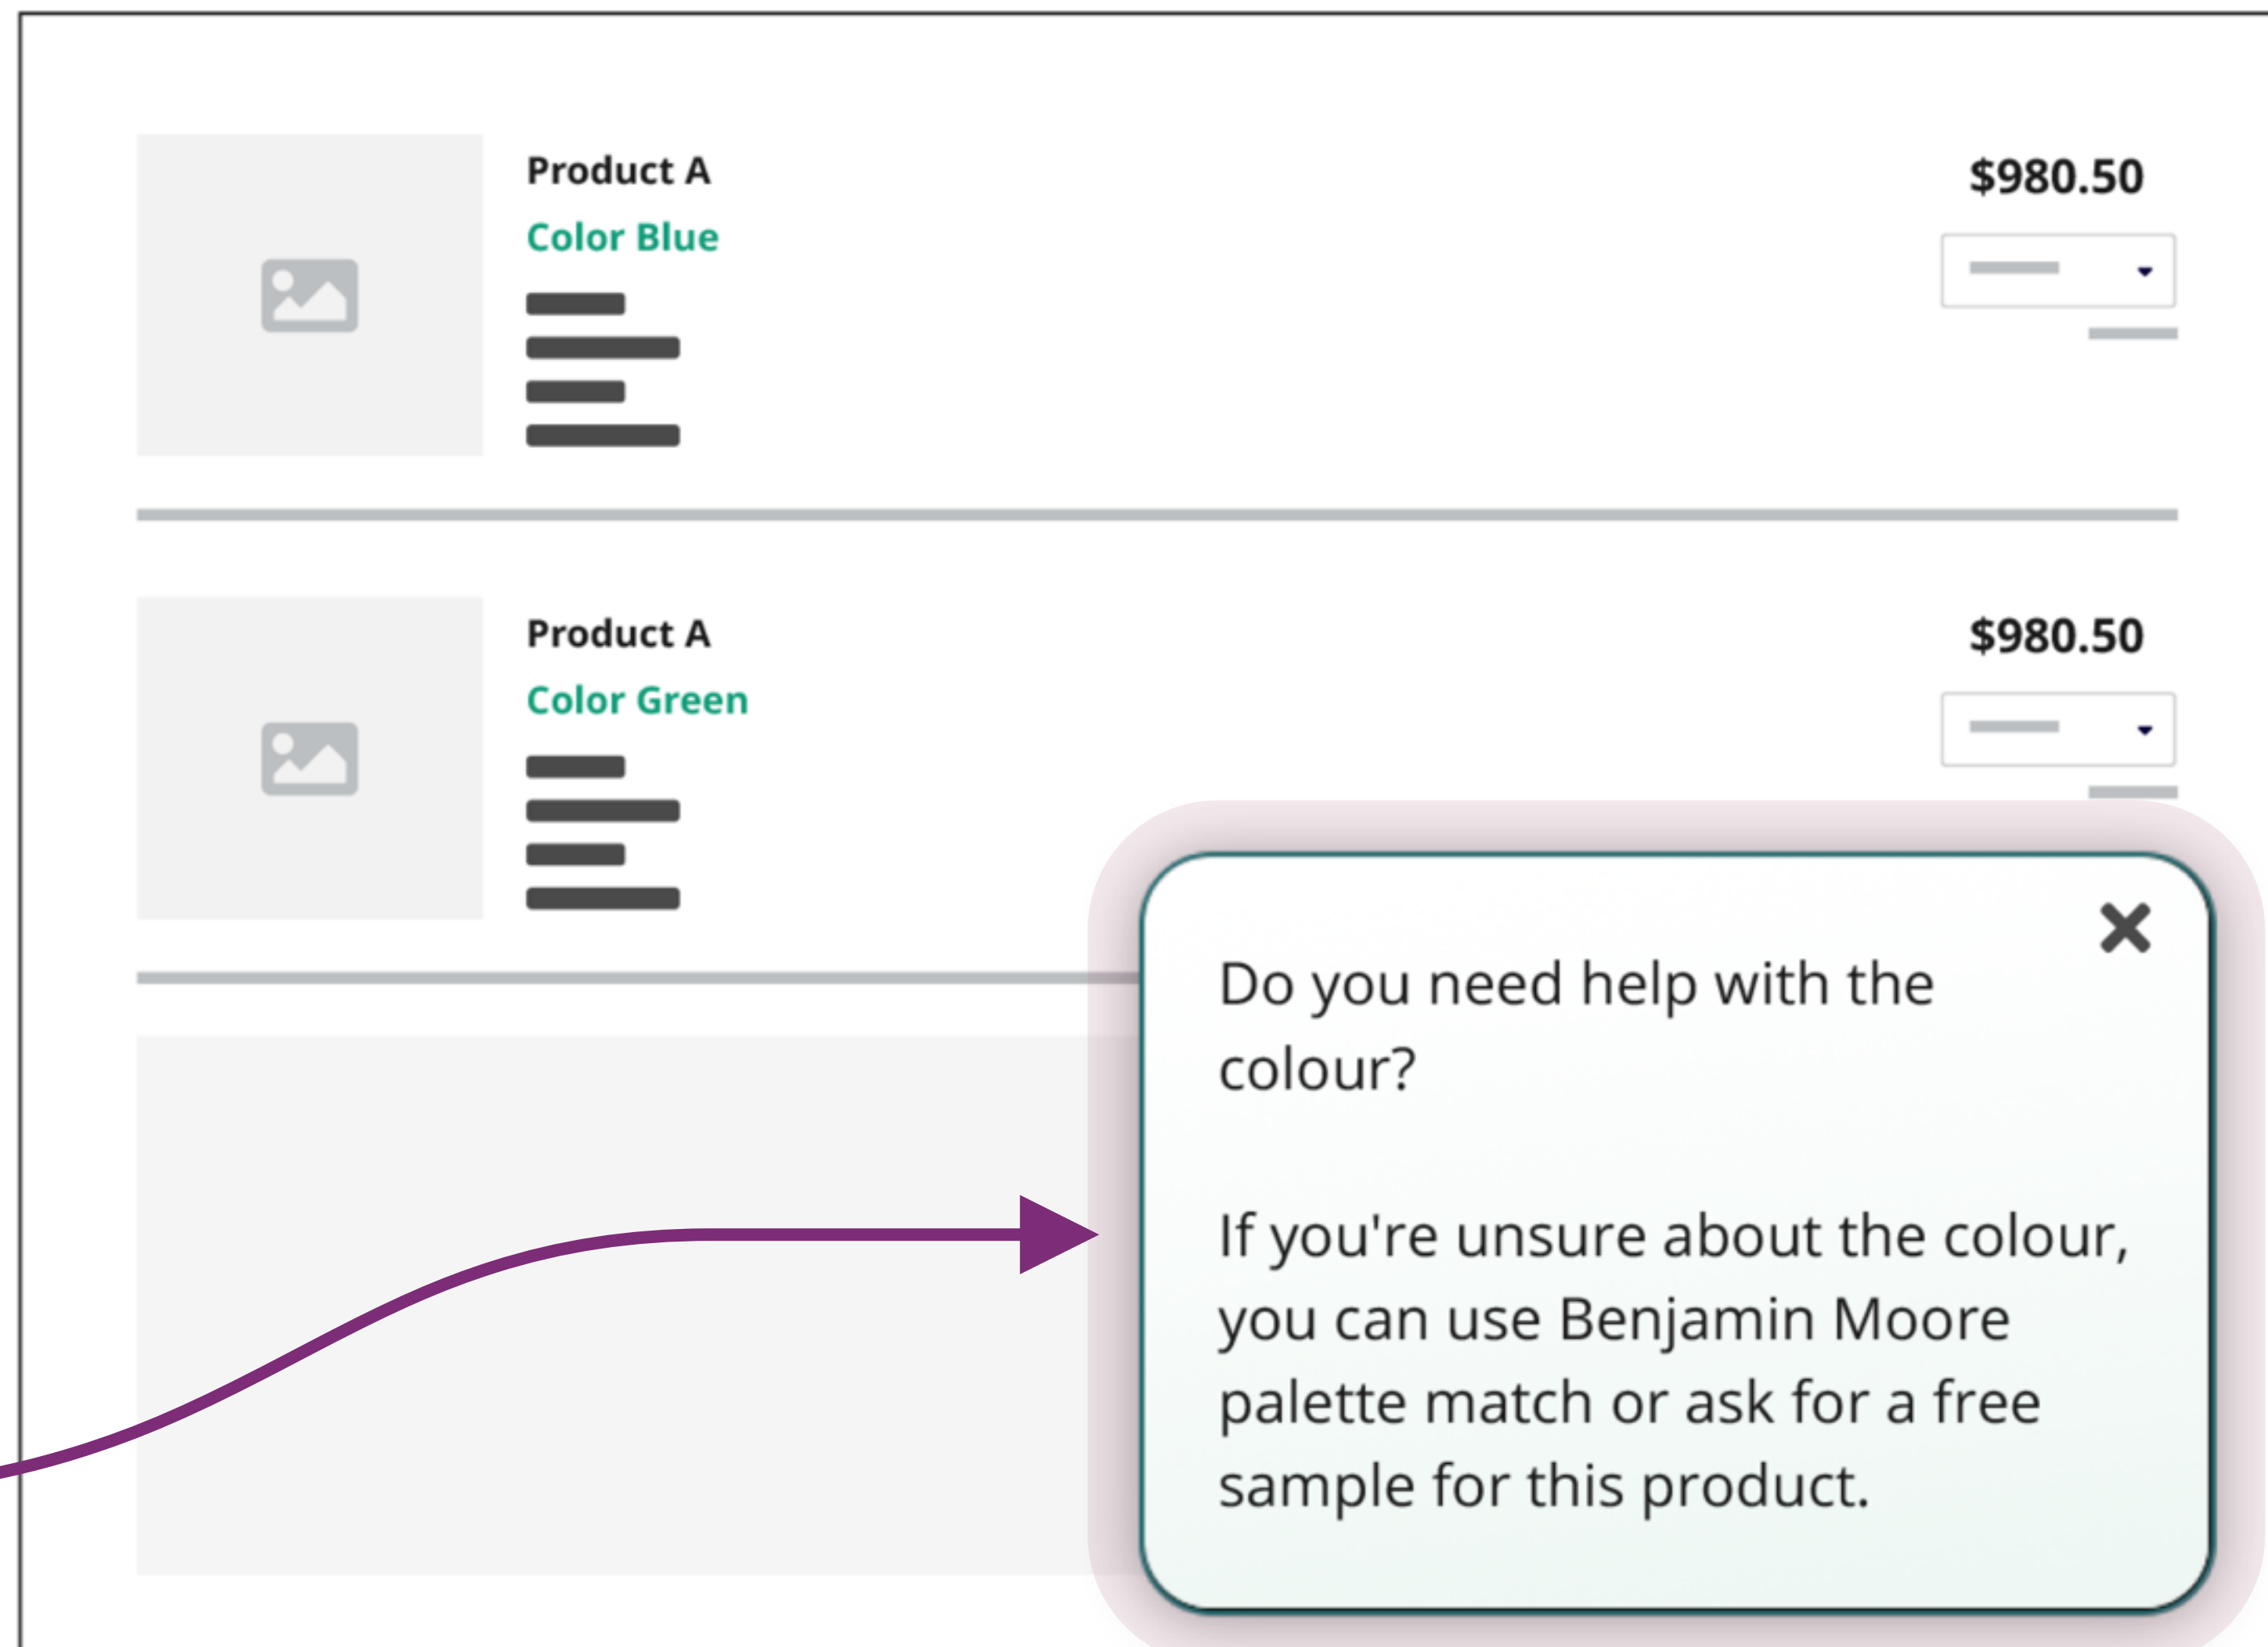 Product A
$980.50
Color Blue
Product A
$980.50
Color Green
Do you need help with the
colour?
If you're unsure about the colour,
you can use Benjamin Moore
palette match or ask for a free
sample for this product.